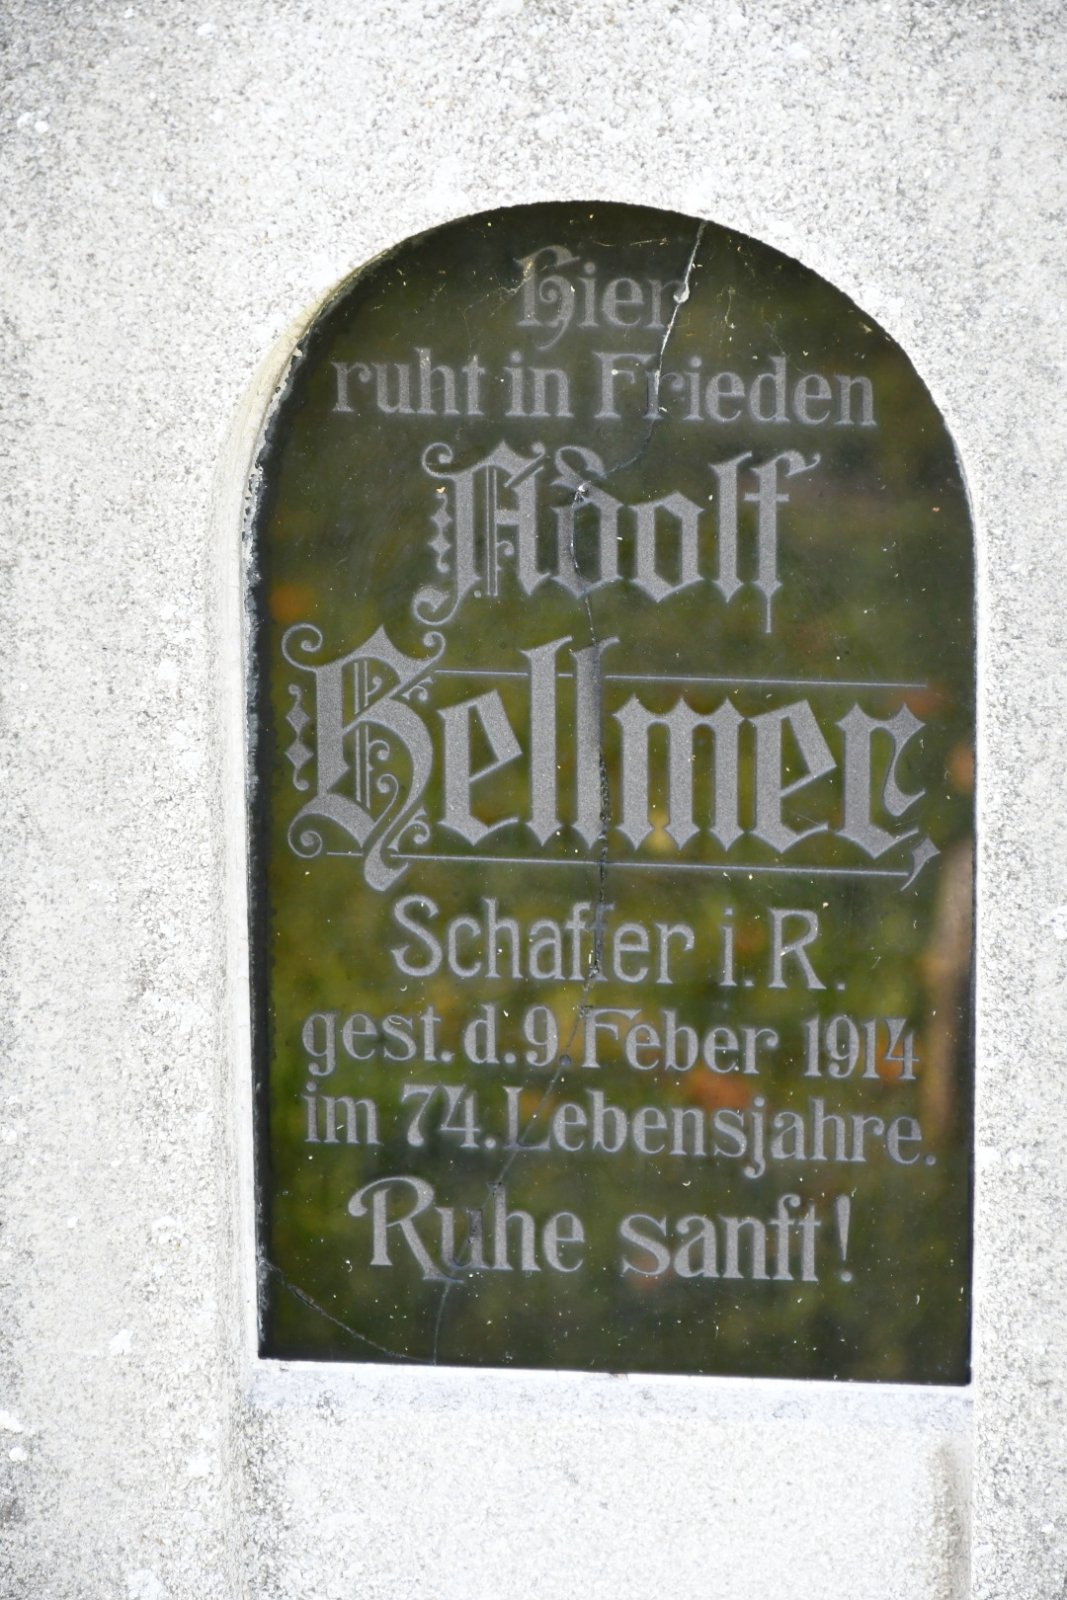 Hier
ruht in Frieden
Adolf
Hellmer,
Schaffer i. R.
gest. d. 9. Feber 1914
im 74. Lebensjahre.
Ruhe sanft!